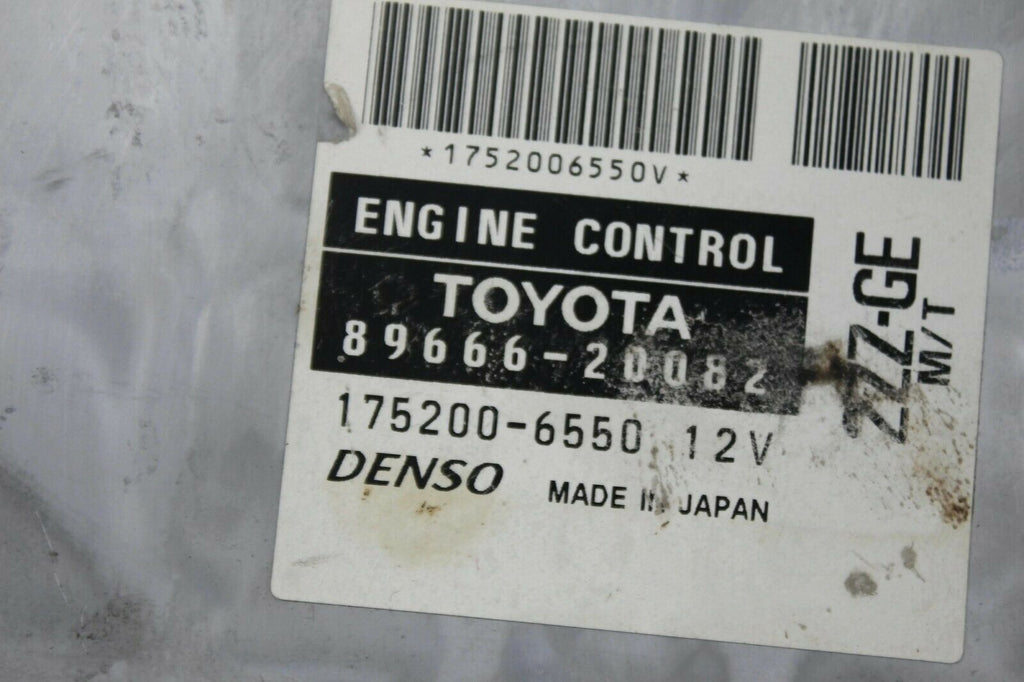 *1752006550V*
ENGINE CONTROL
TOYOTA
89666-20082
175200-6550 12V
DENSO
MADE IN JAPAN
ZZ-GE
M/T